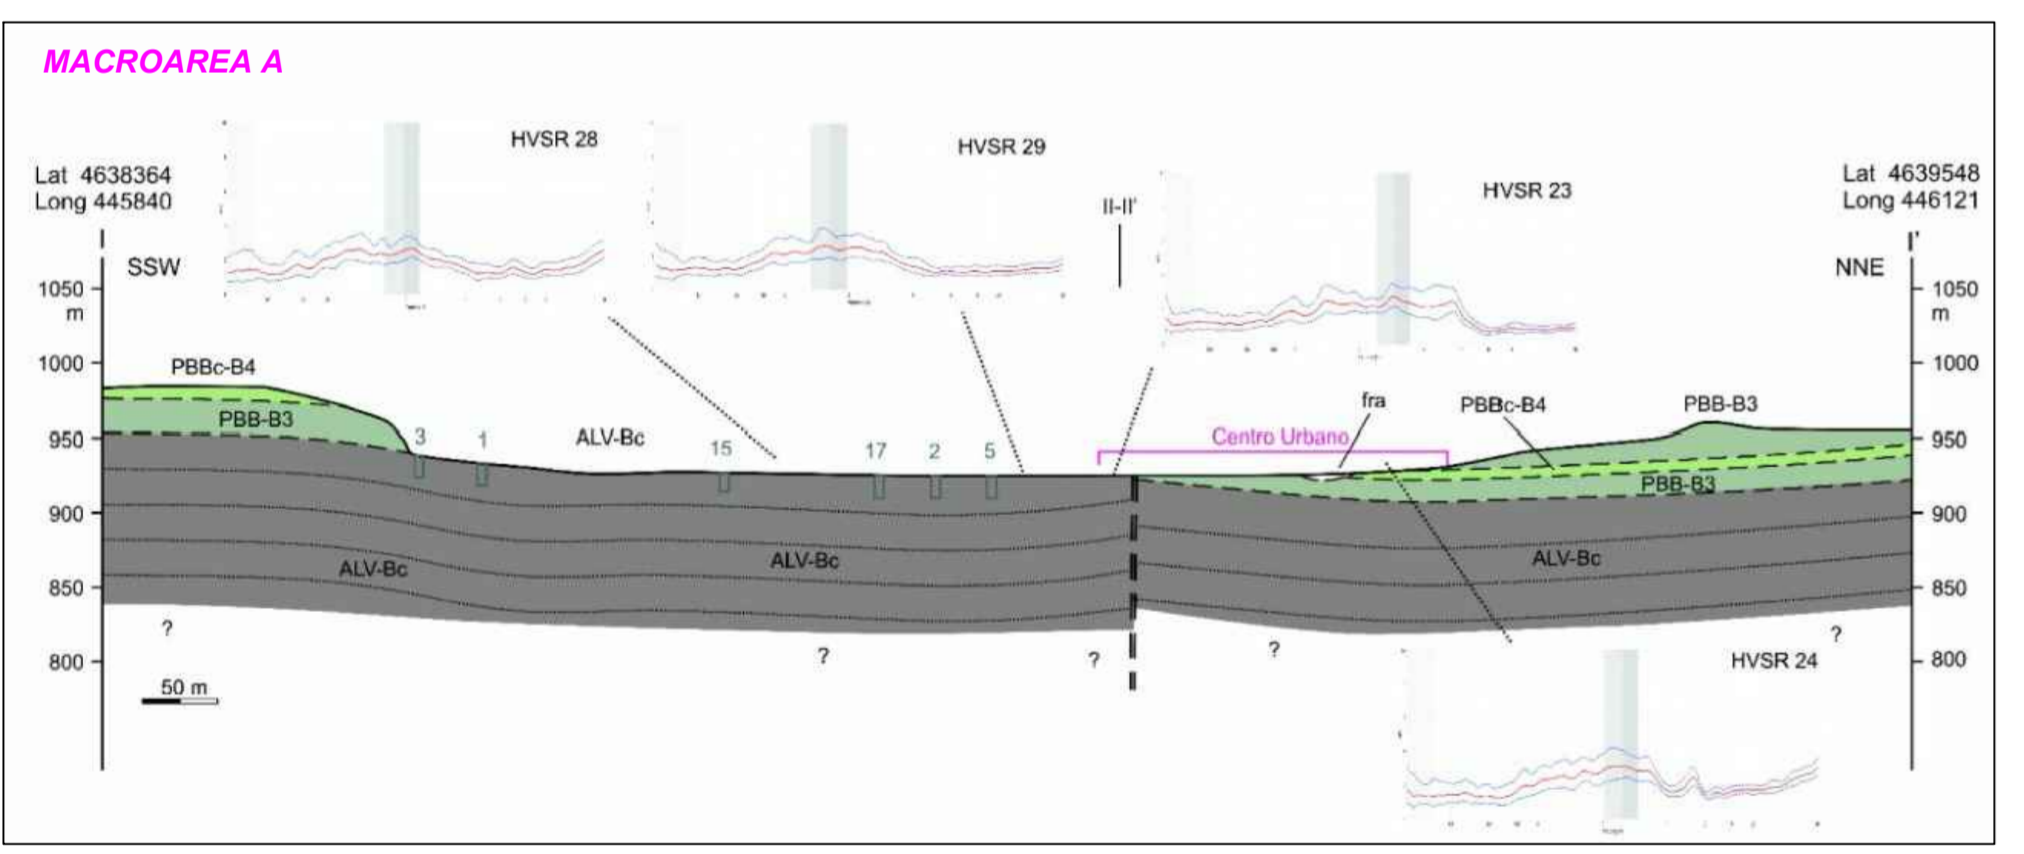 MACROAREA A
HVSR 28
HVSR 29
Lat 4638364
Long 445840
HVSR 23
Lat 4639548
Long 446121
II-II'
I
SSW
I'
NNE
1050
m
1050
m
1000
1000
PBBc-B4
fra
PBBc-B4
PBB-B3
PBB-B3
3
1
ALV-Bc
15
17
2
5
Centro Urbano
950
950
PBB-B3
900
900
ALV-Bc
ALV-Bc
ALV-Bc
850
850
?
?
?
?
?
800
800
HVSR 24
50 m